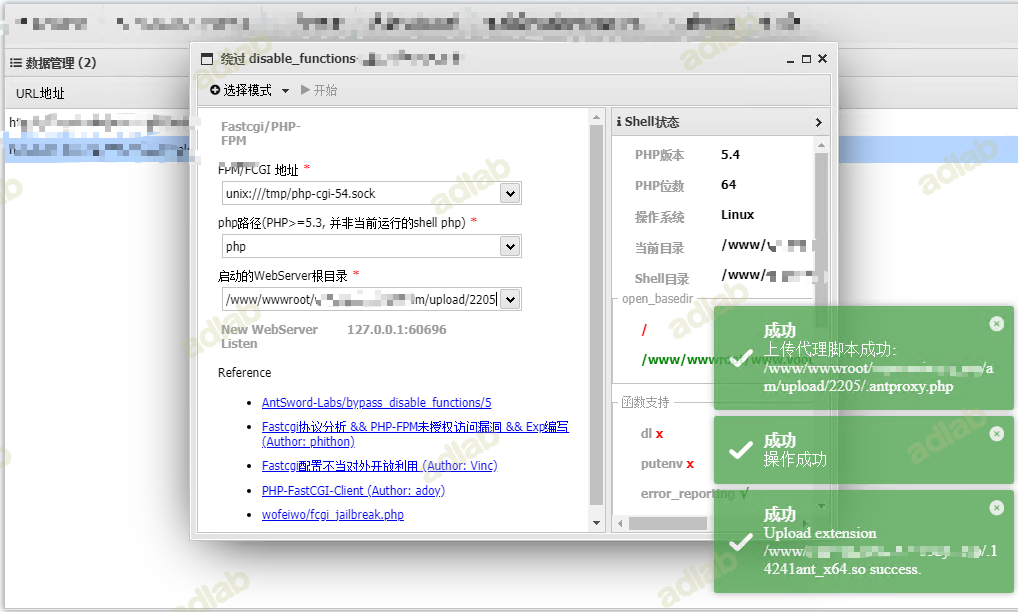 数据管理 (2)
URL地址
绕过 disable_functions
选择模式
开始
Fastcgi/PHP-
FPM
FPM/FCGI 地址 *
unix:///tmp/php-cgi-54.sock
php路径(PHP>=5.3, 并非当前运行的shell php) *
php
启动的WebServer根目录 *
/www/wwwroot/ m/upload/2205
New WebServer 127.0.0.1:60696
Listen
Reference
AntSword-Labs/bypass_disable_functions/5
Fastcgi协议分析 && PHP-FPM未授权访问漏洞 && Exp编写
(Author: phithon)
Fastcgi配置不当对外开放利用 (Author: Vinc)
PHP-FastCGI-Client (Author: adoy)
wofeiwo/fcgi_jailbreak.php
Shell状态
PHP版本 5.4
PHP位数 64
操作系统 Linux
当前目录 /www/
Shell目录 /www/
open_basedir
/
/www/wwwro
函数支持
dl x
putenv x
error_reporting √
成功
上传代理脚本成功:
/www/wwwroot/ /a
m/upload/2205/.antproxy.php
成功
操作成功
成功
Upload extension
/www/ /.1
4241ant_x64.so success.
adlab